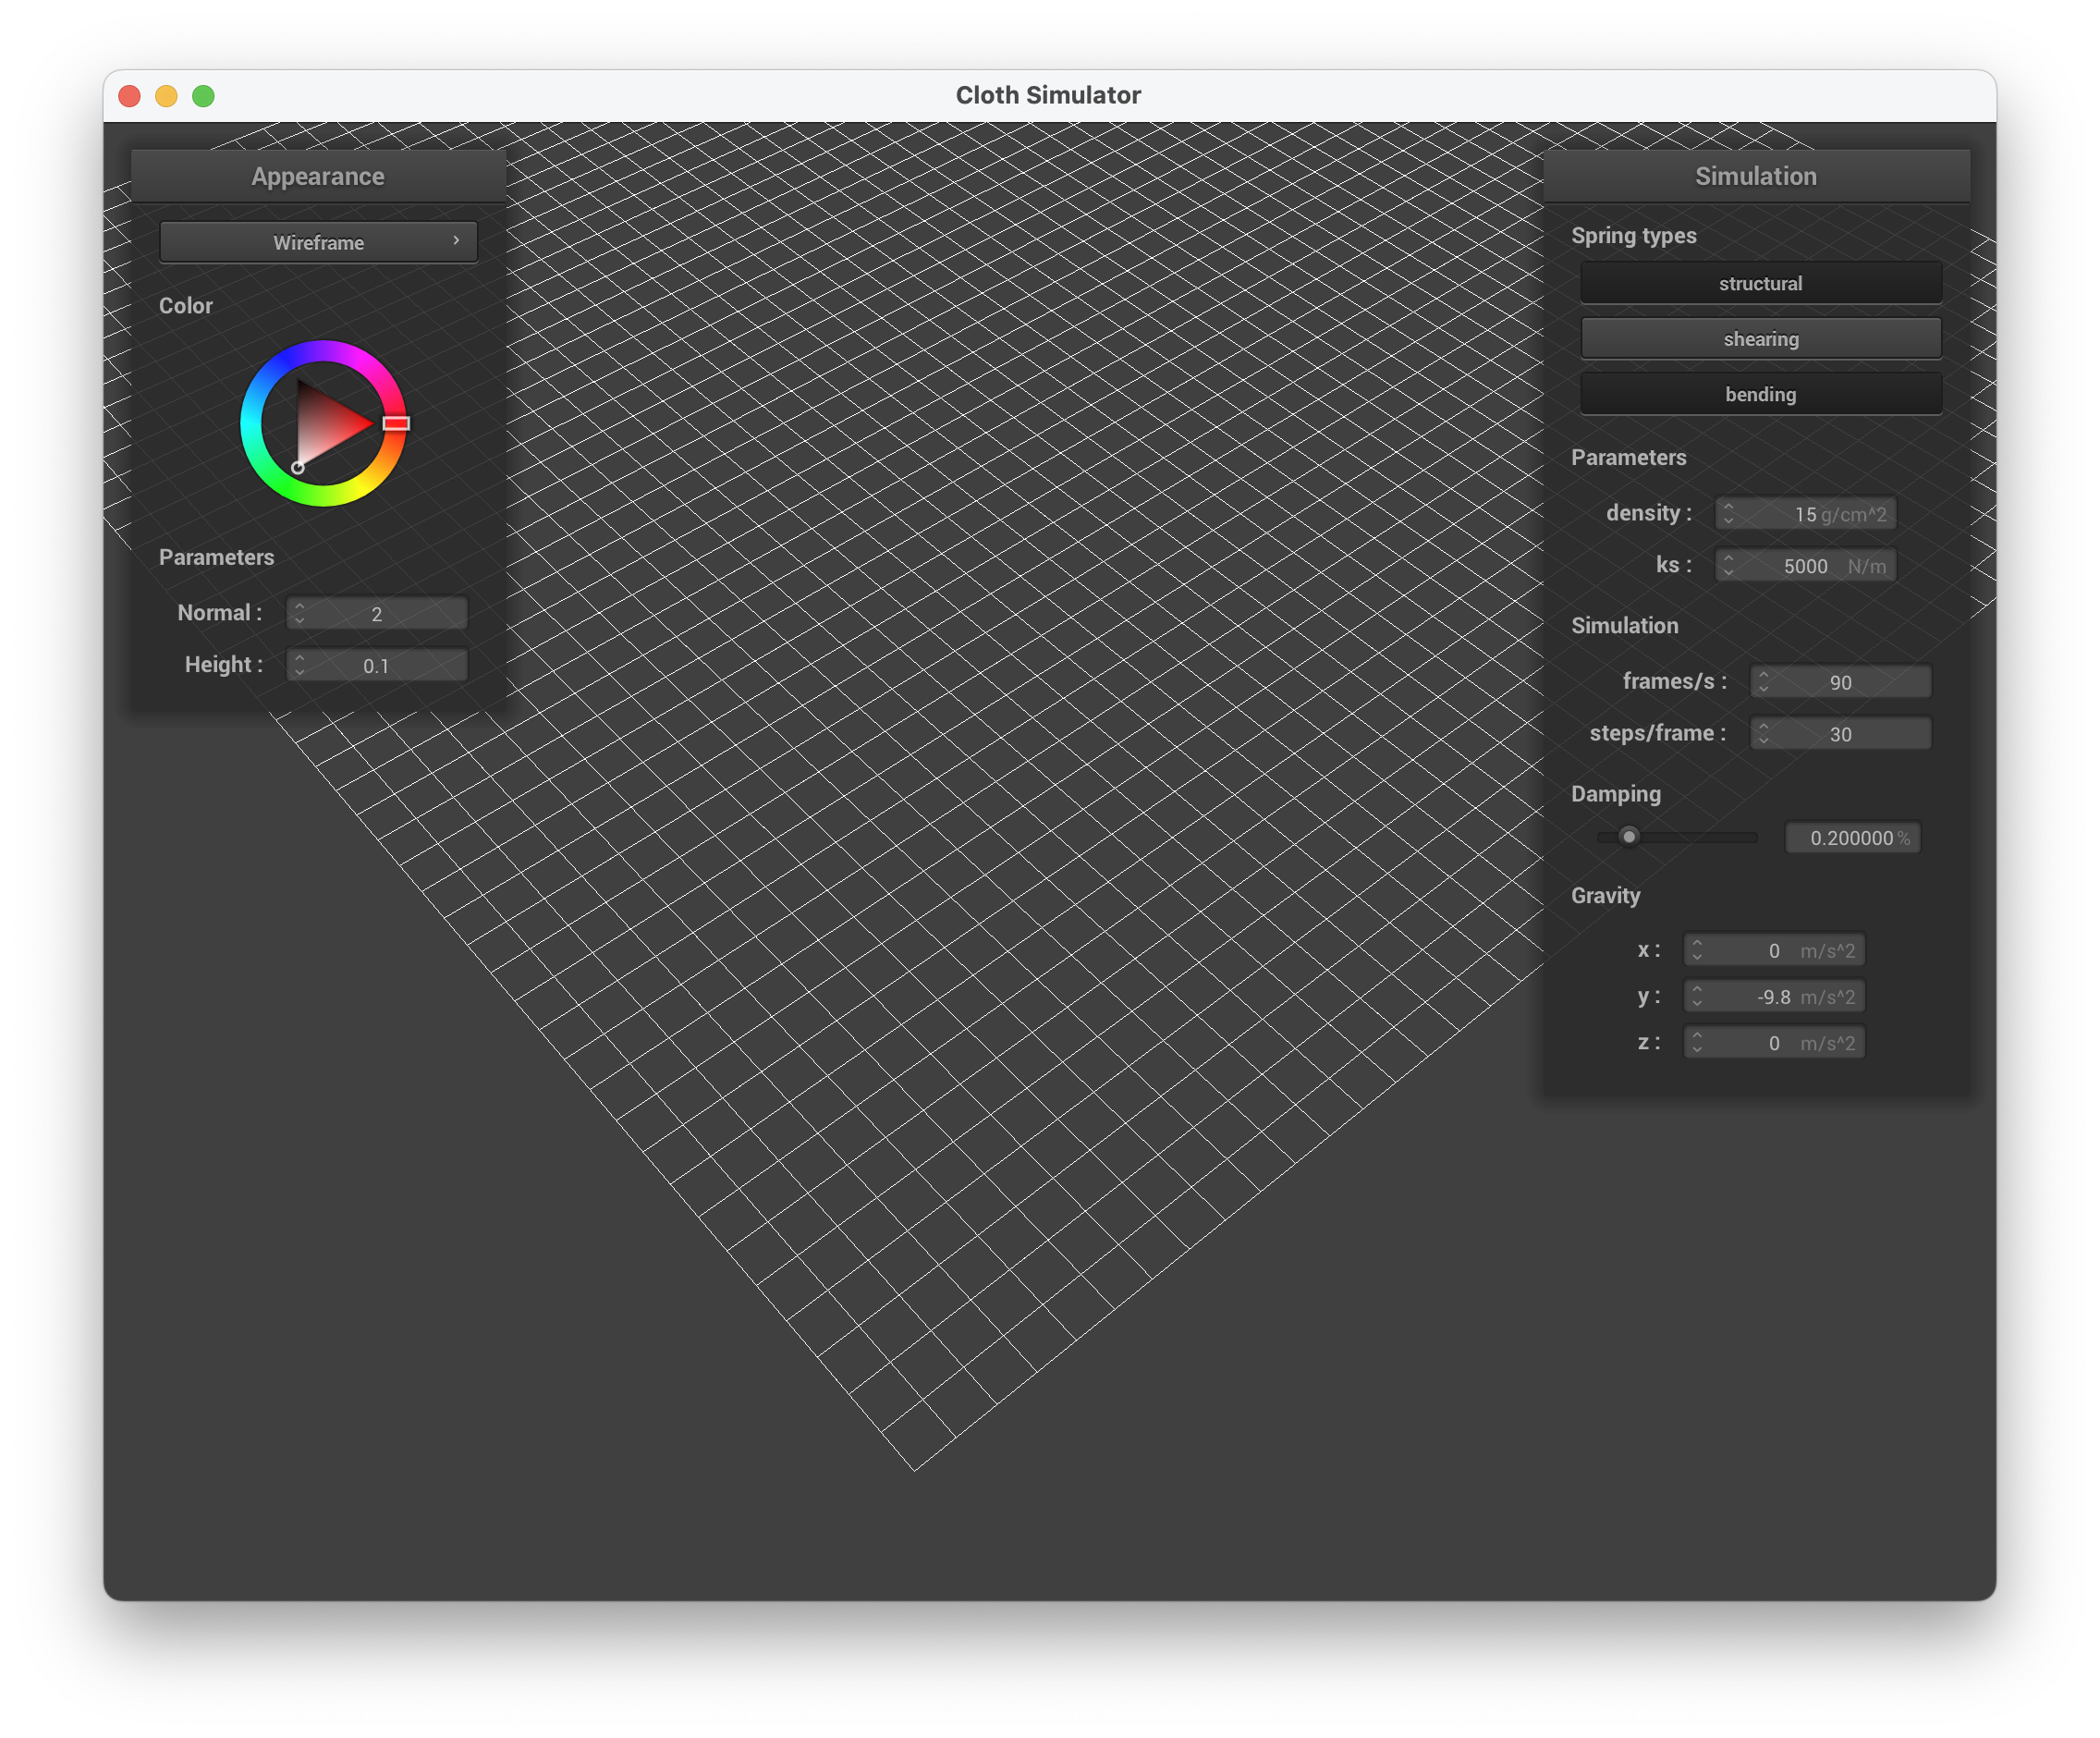 Cloth Simulator
Appearance
Wireframe
Color
Parameters
Normal : 2
Height : 0.1
Simulation
Spring types
structural
shearing
bending
Parameters
density : 15 g/cm^2
ks : 5000 N/m
Simulation
frames/s : 90
steps/frame : 30
Damping
0.200000 %
Gravity
x : 0 m/s^2
y : -9.8 m/s^2
z : 0 m/s^2